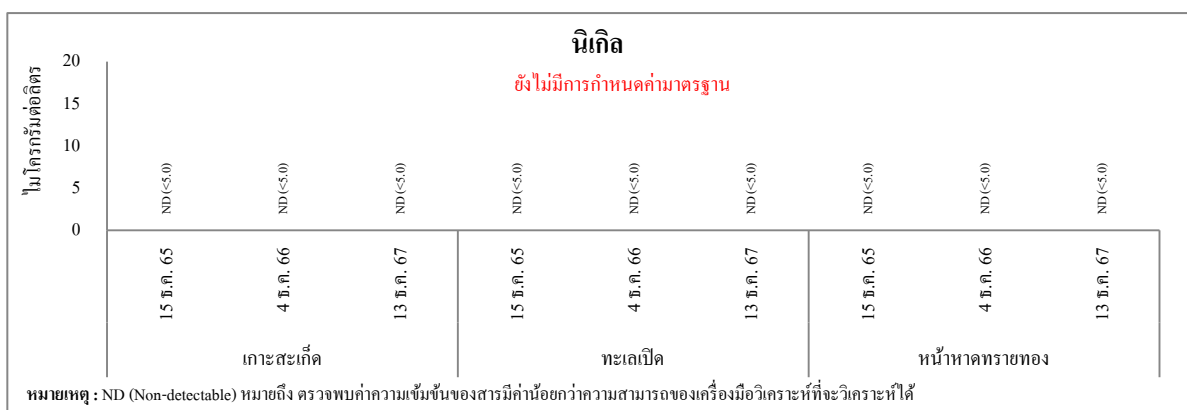 นิเกิล
ยังไม่มีการกำหนดค่ามาตรฐาน
ไมโครกรัมต่อลิตร
20
15
10
5
0
ND (<5.0) ND (<5.0) ND (<5.0) ND (<5.0) ND (<5.0) ND (<5.0) ND (<5.0) ND (<5.0) ND (<5.0)
15 ธ.ค. 65 4 ธ.ค. 66 13 ธ.ค. 67 15 ธ.ค. 65 4 ธ.ค. 66 13 ธ.ค. 67 15 ธ.ค. 65 4 ธ.ค. 66 13 ธ.ค. 67
เกาะสะเก็ด ทะเลเปิด หน้าหาดทรายทอง
หมายเหตุ : ND (Non-detectable) หมายถึง ตรวจพบค่าความเข้มข้นของสารมีค่าน้อยกว่าความสามารถของเครื่องมือวิเคราะห์ที่จะวิเคราะห์ได้